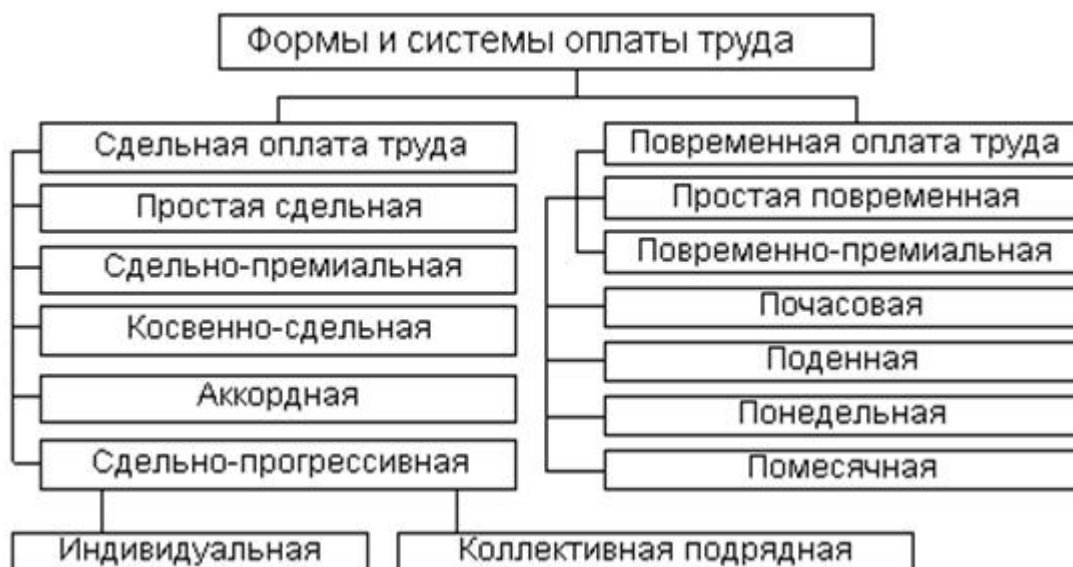 Формы и системы оплаты труда
Сдельная оплата труда
Простая сдельная
Сдельно-премиальная
Косвенно-сдельная
Аккордная
Сдельно-прогрессивная
Индивидуальная
Коллективная подрядная
Повременная оплата труда
Простая повременная
Повременно-премиальная
Почасовая
Поденная
Понедельная
Помесячная